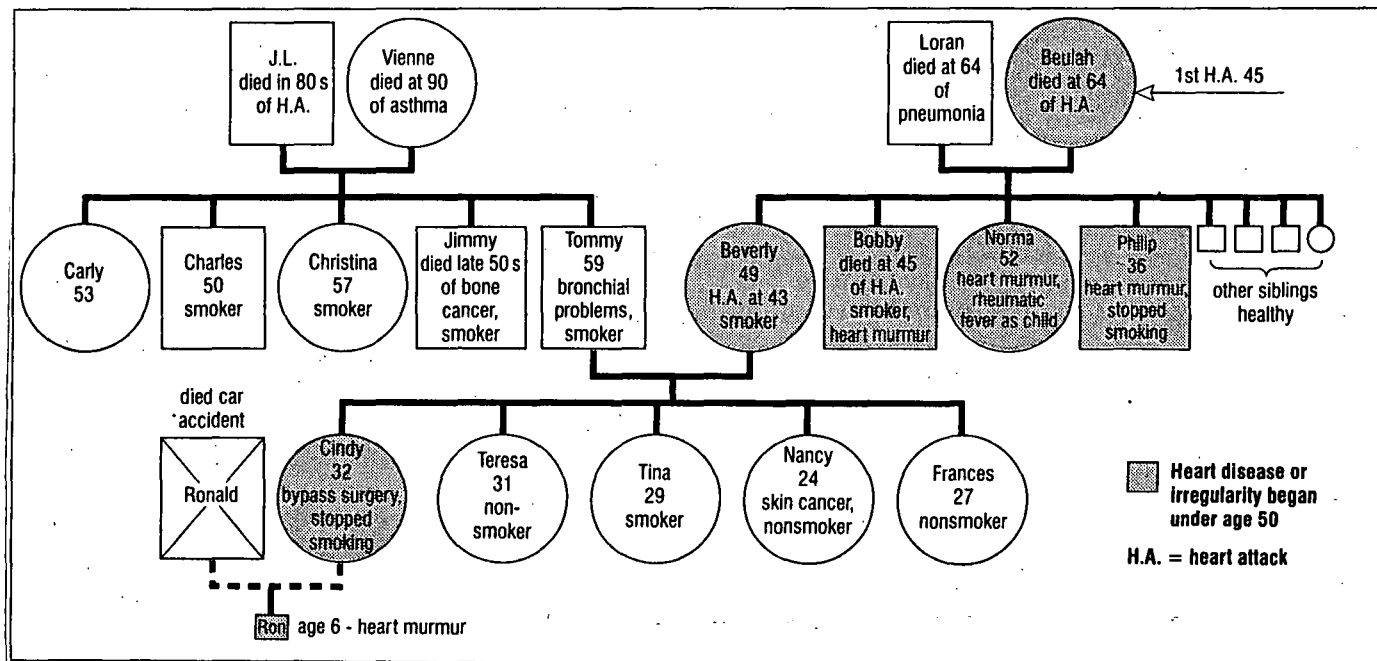 J.L.
died in 80s
of H.A.
Vienne
died at 90
of asthma
Loran
died at 64
of
pneumonia
Beulah
died at 64
of H.A.
1st H.A. 45
Carly
53
Charles
50
smoker
Christina
57
smoker
Jimmy
died late 50s
of bone
cancer,
smoker
Tommy
59
bronchial
problems,
smoker
Beverly
49
H.A. at 43
smoker
Bobby
died at 45
of H.A.
smoker,
heart murmur
Norma
52
heart murmur,
rheumatic
fever as child
Philip
36
heart murmur,
stopped
smoking
other siblings
healthy
died car
accident
Ronald
Cindy
32
bypass surgery,
stopped
smoking
Teresa
31
non-
smoker
Tina
29
smoker
Nancy
24
skin cancer,
nonsmoker
Frances
27
nonsmoker
Heart disease or
irregularity began
under age 50
H.A. = heart attack
Ron age 6 - heart murmur